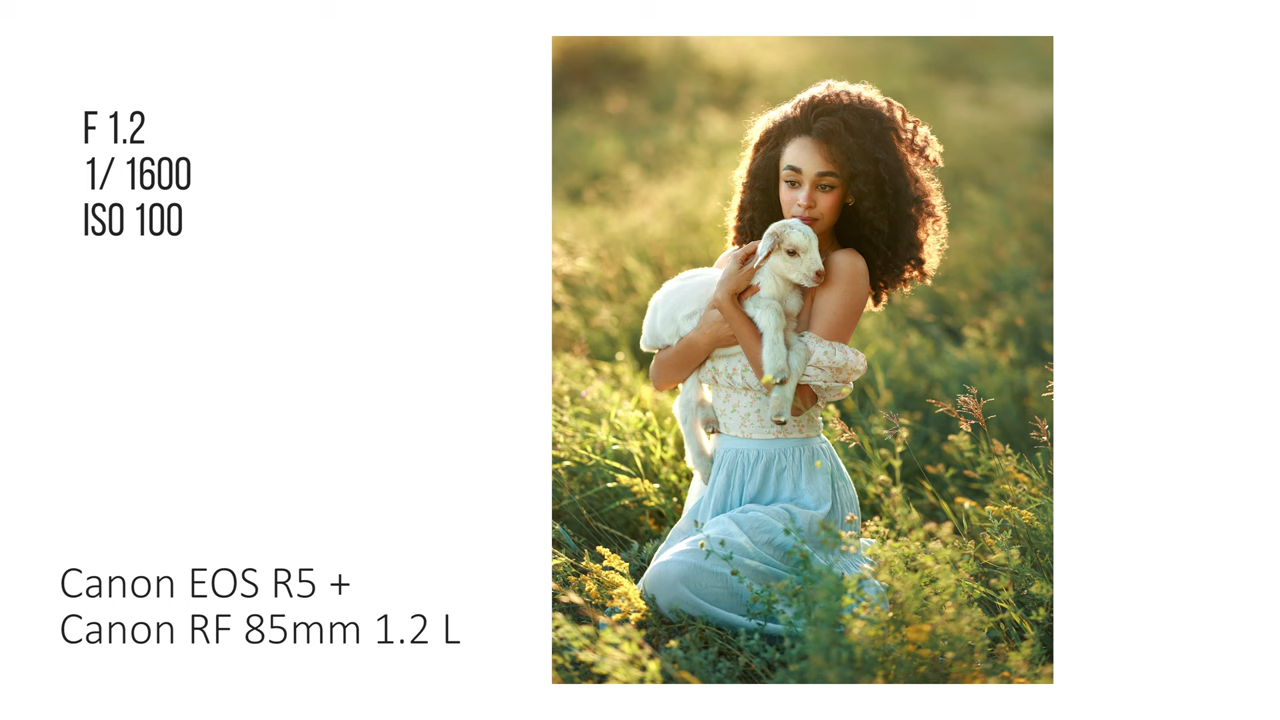 F 1.2
1/ 1600
ISO 100
Canon EOS R5 +
Canon RF 85mm 1.2 L